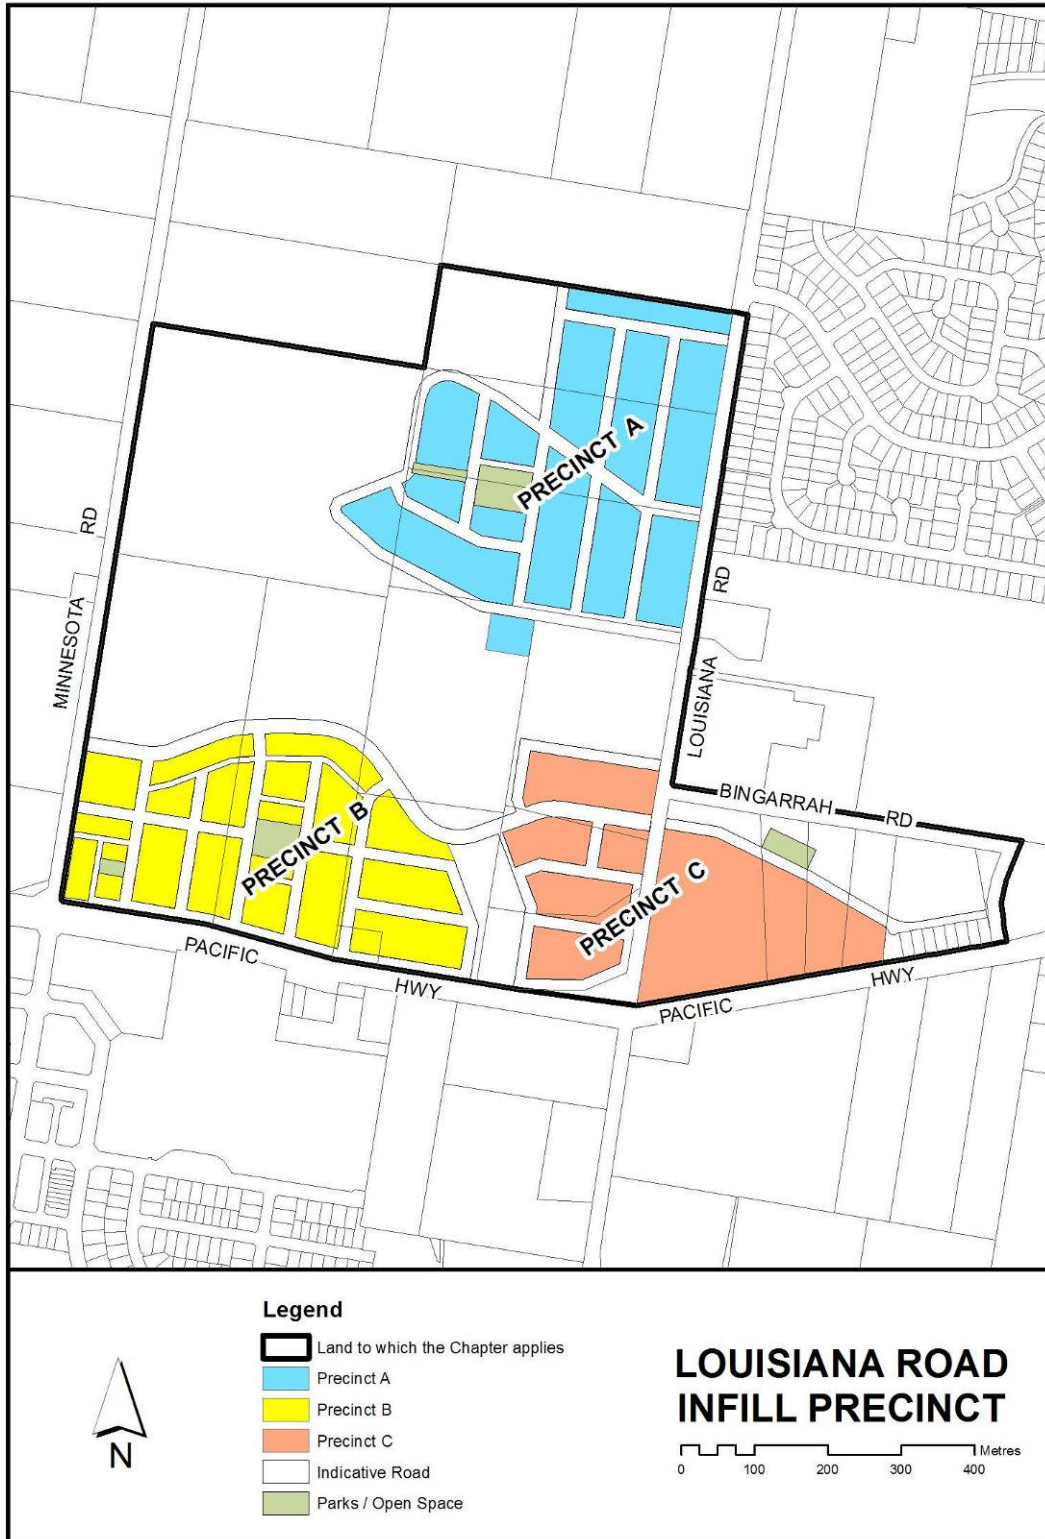 PRECINCT A
RD
RD
MINNESOTA
LOUISIANA
BINGARRAH RD
PRECINCT B
PRECINCT C
PACIFIC HWY
PACIFIC HWY
Legend
Land to which the Chapter applies
Precinct A
Precinct B
Precinct C
Indicative Road
Parks / Open Space
N
LOUISIANA ROAD
INFILL PRECINCT
Metres
0 100 200 300 400